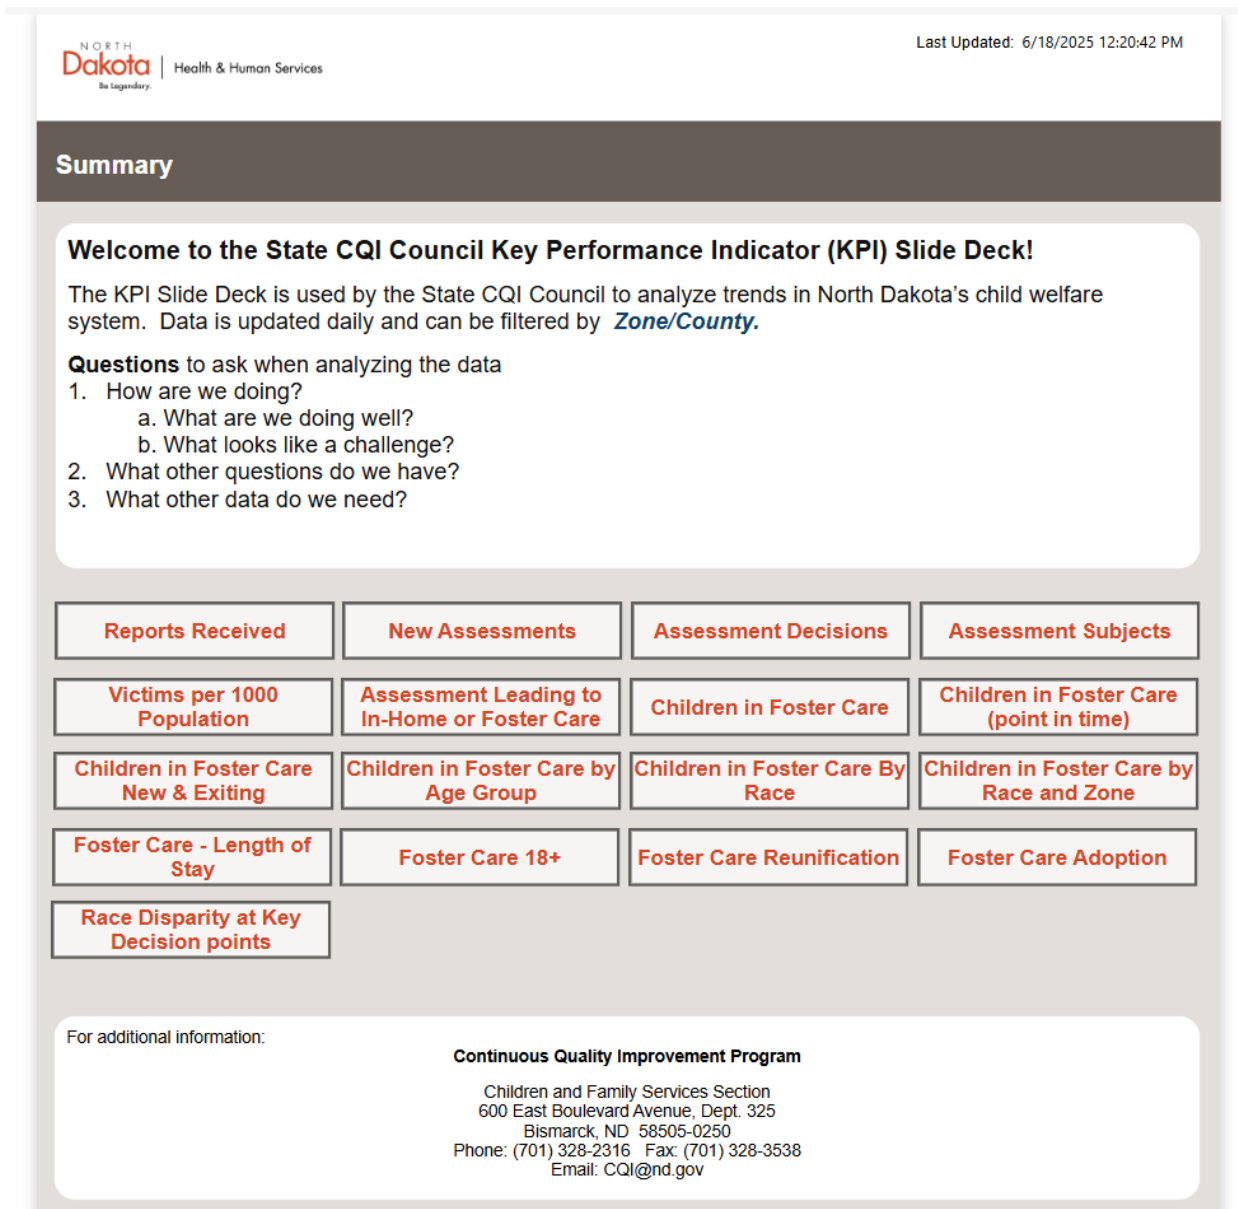 NORTH
Dakota | Health & Human Services
Be Legendary.
Last Updated: 6/18/2025 12:20:42 PM
Summary
Welcome to the State CQI Council Key Performance Indicator (KPI) Slide Deck!
The KPI Slide Deck is used by the State CQI Council to analyze trends in North Dakota's child welfare
system. Data is updated daily and can be filtered by Zone/County.
Questions to ask when analyzing the data
1. How are we doing?
a. What are we doing well?
b. What looks like a challenge?
2. What other questions do we have?
3. What other data do we need?
Reports Received
New Assessments
Assessment Decisions
Assessment Subjects
Victims per 1000
Population
Assessment Leading to
In-Home or Foster Care
Children in Foster Care
Children in Foster Care
(point in time)
Children in Foster Care
New & Exiting
Children in Foster Care by
Age Group
Children in Foster Care By
Race
Children in Foster Care by
Race and Zone
Foster Care - Length of
Stay
Foster Care 18+
Foster Care Reunification
Foster Care Adoption
Race Disparity at Key
Decision points
For additional information:
Continuous Quality Improvement Program
Children and Family Services Section
600 East Boulevard Avenue, Dept. 325
Bismarck, ND 58505-0250
Phone: (701) 328-2316 Fax: (701) 328-3538
Email: CQI@nd.gov